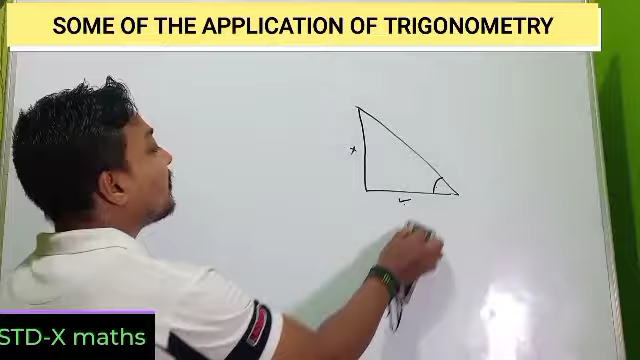 SOME OF THE APPLICATION OF TRIGONOMETRY
x
STD-X maths